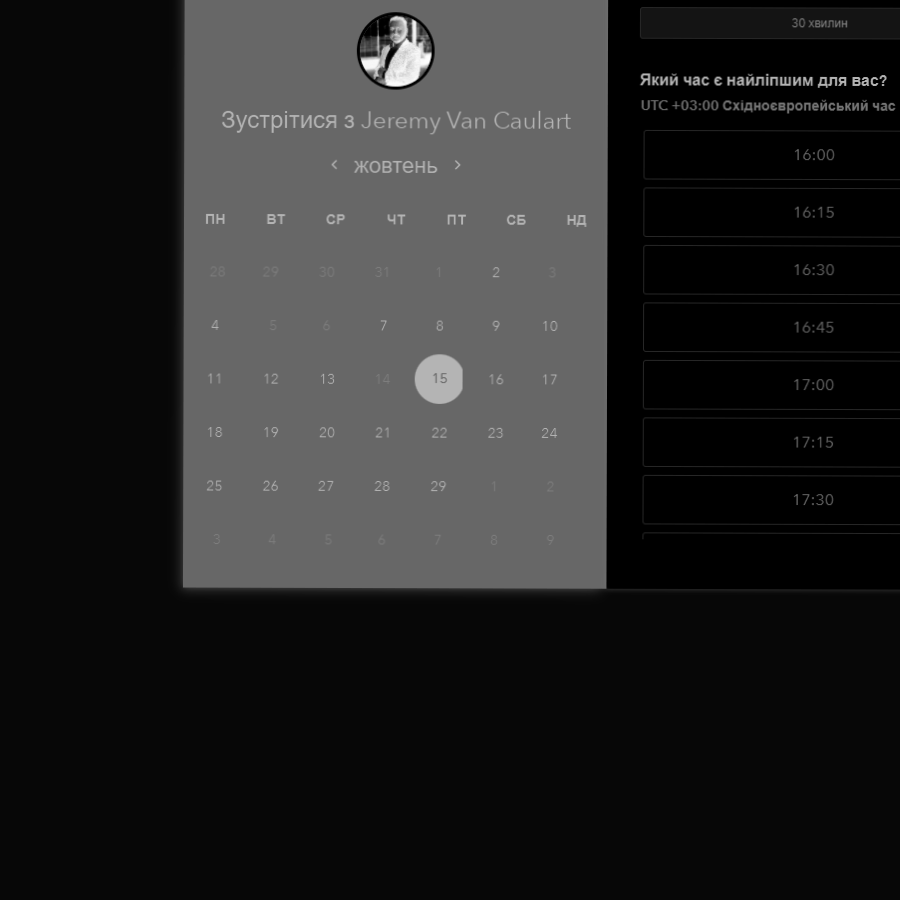 30 хвилин
Зустрітися з Jeremy Van Caulart
жовтень
ПН ВТ СР ЧТ ПТ СБ НД
28 29 30 31 1 2 3
4 5 6 7 8 9 10
11 12 13 14 15 16 17
18 19 20 21 22 23 24
25 26 27 28 29 1 2
3 4 5 6 7 8 9
Який час є найліпшим для вас?
UTC +03:00 Східноєвропейський час
16:00
16:15
16:30
16:45
17:00
17:15
17:30